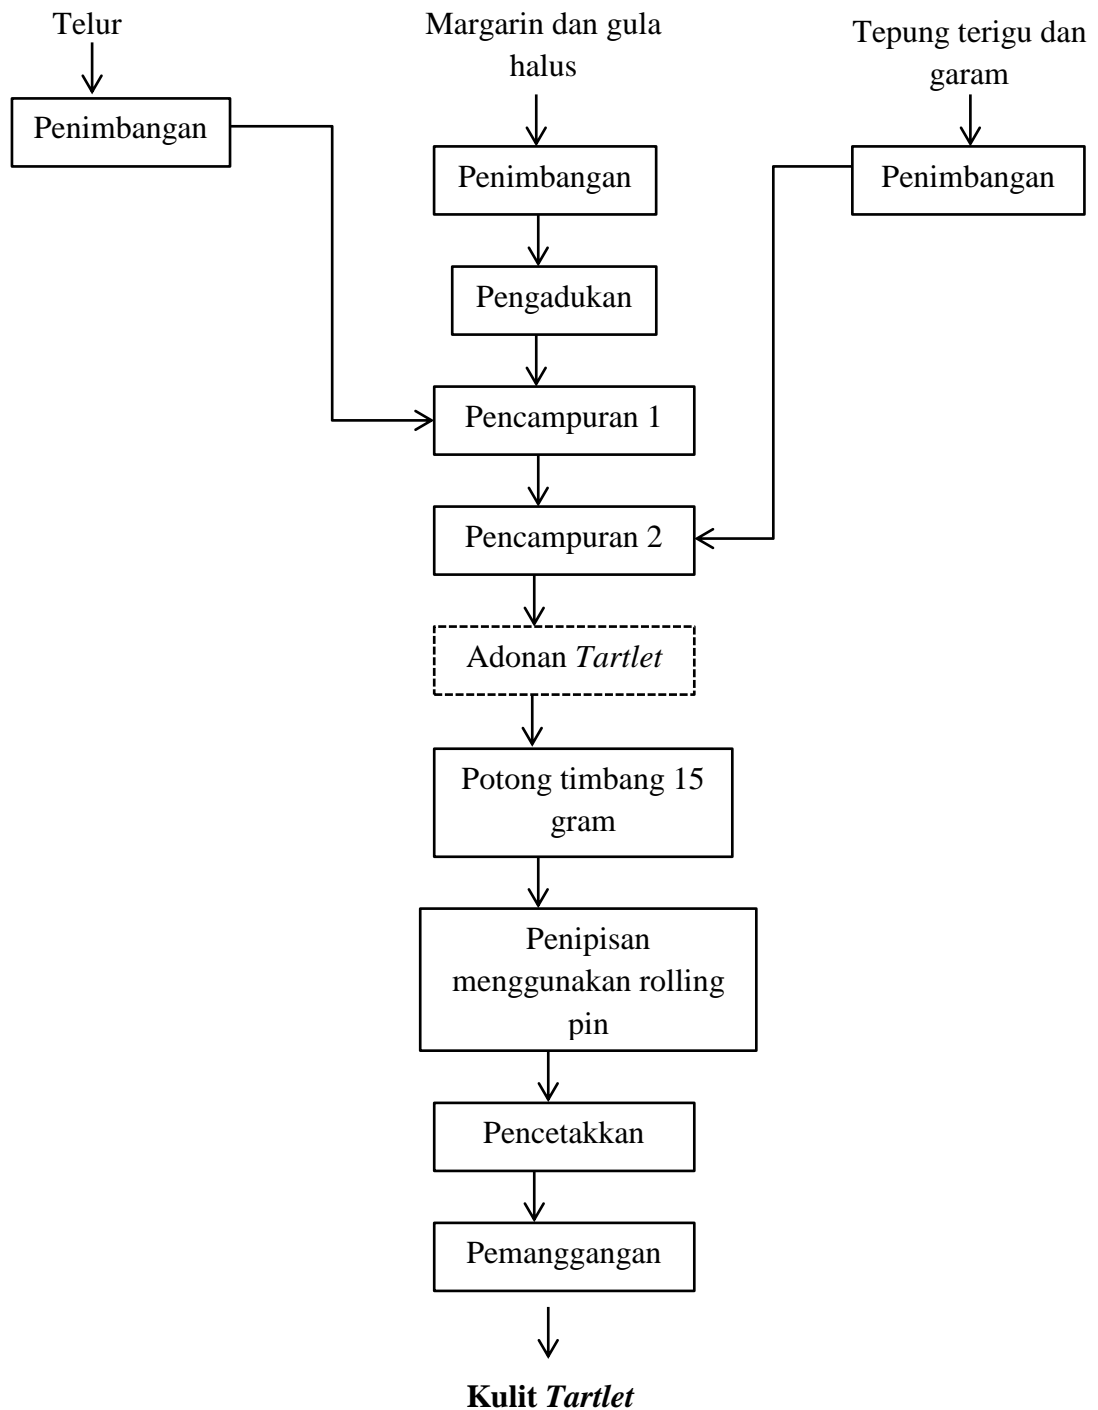 Telur
Margarin dan gula
halus
Tepung terigu dan
garam
Penimbangan
Penimbangan
Penimbangan
Pengadukan
Pencampuran 1
Pencampuran 2
Adonan Tartlet
Potong timbang 15
gram
Penipisan
menggunakan rolling
pin
Pencetakkan
Pemanggangan
Kulit Tartlet